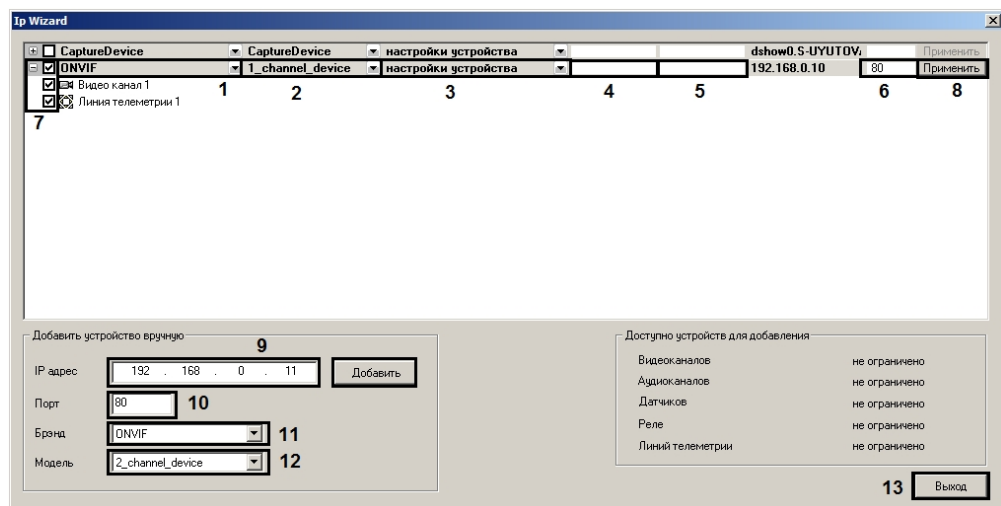 Ip Wizard
CaptureDevice CaptureDevice настройки устройства dshow0.S-UYUTOV. Применить
ONVIF 1_channel_device настройки устройства 192.168.0.10 80 Применить
Видео канал 1 1 2 3 4 5 6 8
Линия телеметрии 1
7
Добавить устройство вручную
9
IP адрес 192 . 168 . 0 . 11 Добавить
Порт 80 10
Брэнд ONVIF 11
Модель 2_channel_device 12
Доступно устройств для добавления
Видеоканалов не ограничено
Аудиоканалов не ограничено
Датчиков не ограничено
Реле не ограничено
Линий телеметрии не ограничено
13 Выход